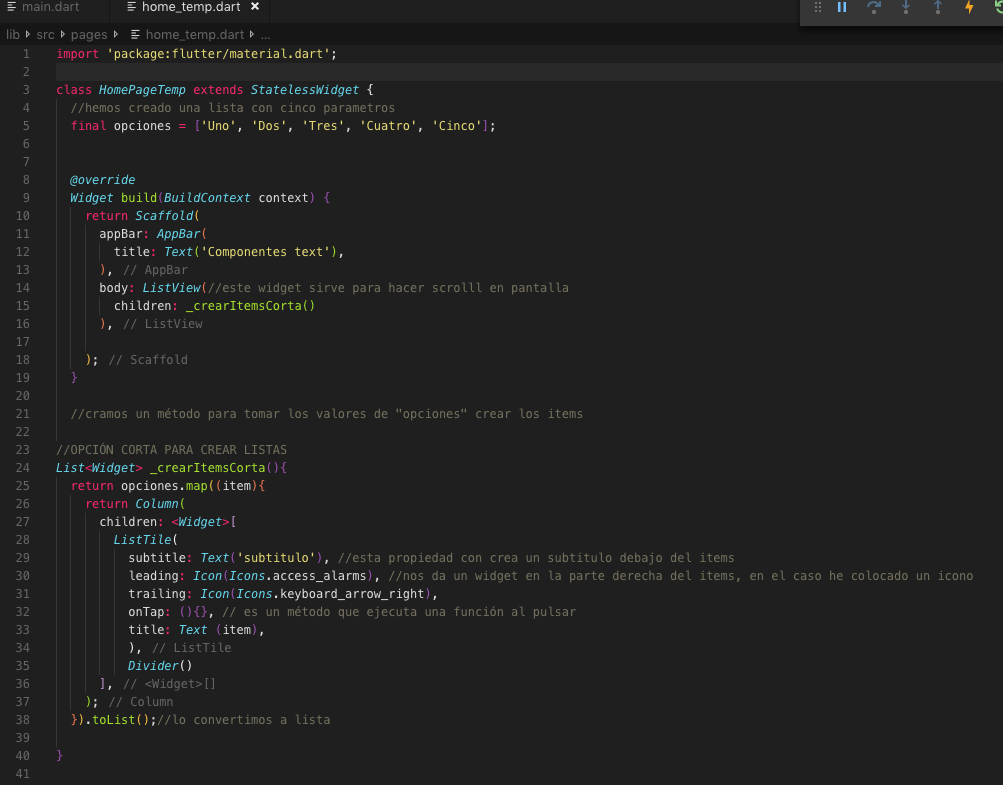 main.dart
home_temp.dart ×
lib src pages home_temp.dart ...
1 import 'package:flutter/material.dart';
2
3 class HomePageTemp extends StatelessWidget {
4 //hemos creado una lista con cinco parametros
5 final opciones = ['Uno', 'Dos', 'Tres', 'Cuatro', 'Cinco'];
6
7
8 @override
9 Widget build(BuildContext context) {
10 return Scaffold(
11 appBar: AppBar(
12 title: Text('Componentes text'),
13 ), // AppBar
14 body: ListView(//este widget sirve para hacer scrolll en pantalla
15 children: _crearItemsCorta()
16 ), // ListView
17
18 ); // Scaffold
19 }
20
21 //cramos un método para tomar los valores de "opciones" crear los items
22
23 //OPCIÓN CORTA PARA CREAR LISTAS
24 List<Widget> _crearItemsCorta(){
25 return opciones.map((item){
26 return Column(
27 children: <Widget>[
28 ListTile(
29 subtitle: Text('subtitulo'), //esta propiedad con crea un subtitulo debajo del items
30 leading: Icon(Icons.access_alarms), //nos da un widget en la parte derecha del items, en el caso he colocado un icono
31 trailing: Icon(Icons.keyboard_arrow_right),
32 onTap: (){}, // es un método que ejecuta una función al pulsar
33 title: Text (item),
34 ), // ListTile
35 Divider()
36 ], // <Widget>[]
37 ); // Column
38 }).toList();//lo convertimos a lista
39
40 }
41